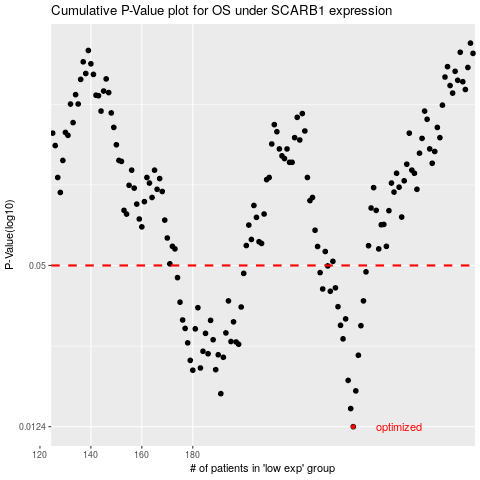 Cumulative P-Value plot for OS under SCARB1 expression
P-Value(log10)
0.05
0.0124
optimized
120 140 160 180
# of patients in 'low exp' group